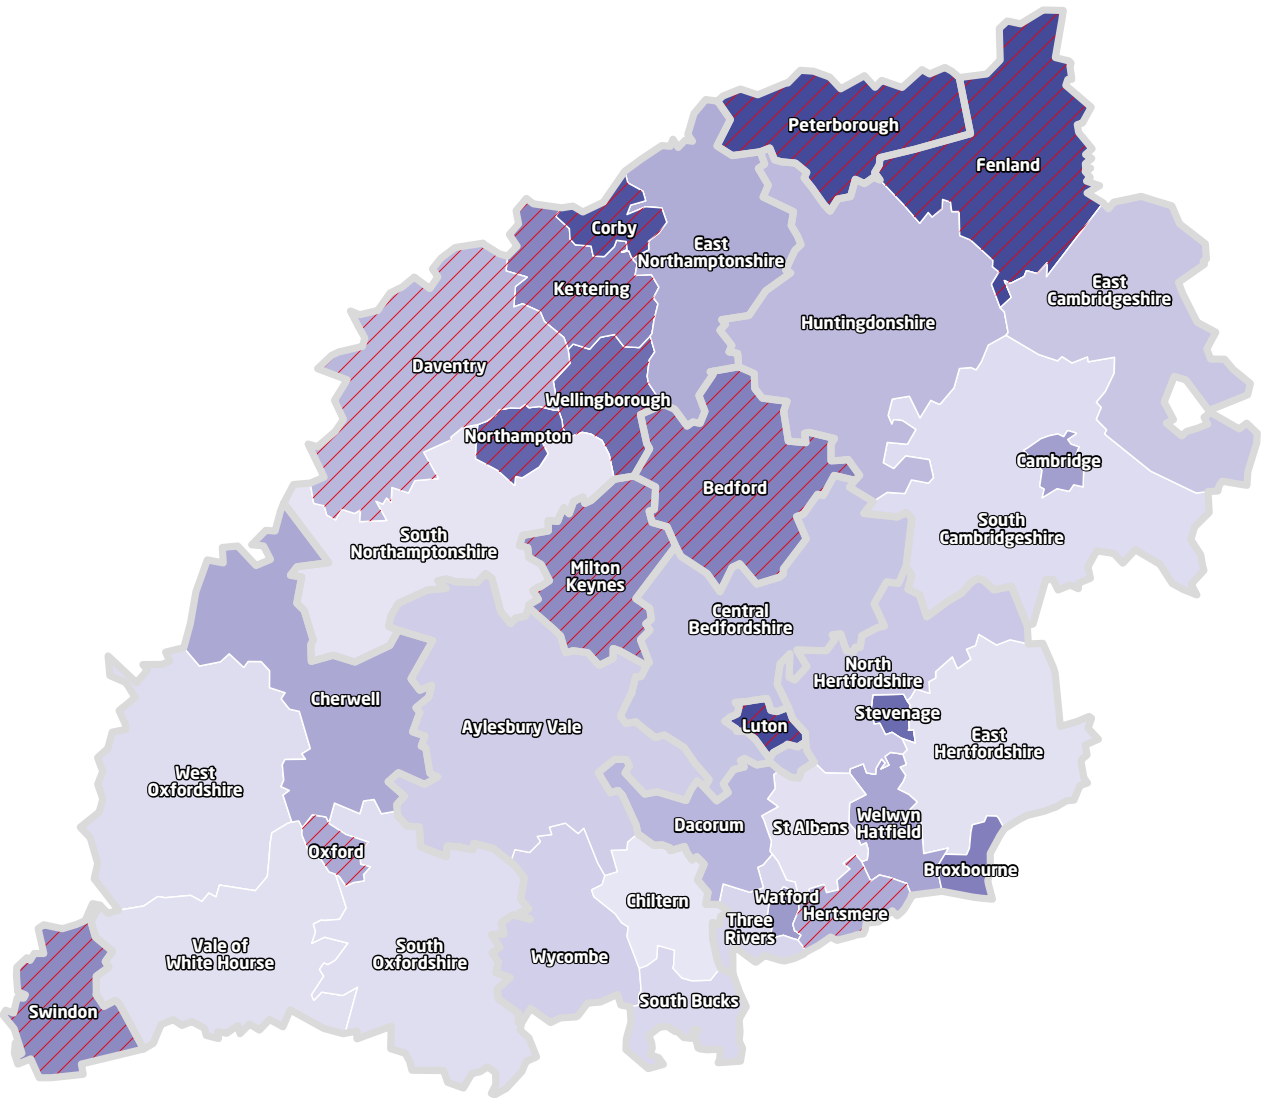 Peterborough
Fenland
Corby
East
Northamptonshire
Kettering
East
Cambridgeshire
Huntingdonshire
Daventry
Wellingborough
Northampton
Cambridge
Bedford
South
Cambridgeshire
South
Northamptonshire
Milton
Keynes
Central
Bedfordshire
North
Hertfordshire
Cherwell
Stevenage
Aylesbury Vale
Luton
East
Hertfordshire
West
Oxfordshire
Dacorum
St Albans
Welwyn
Hatfield
Oxford
Broxbourne
Chiltern
Watford
Hertsmere
Three
Rivers
Vale of
White Hourse
South
Oxfordshire
Wycombe
South Bucks
Swindon